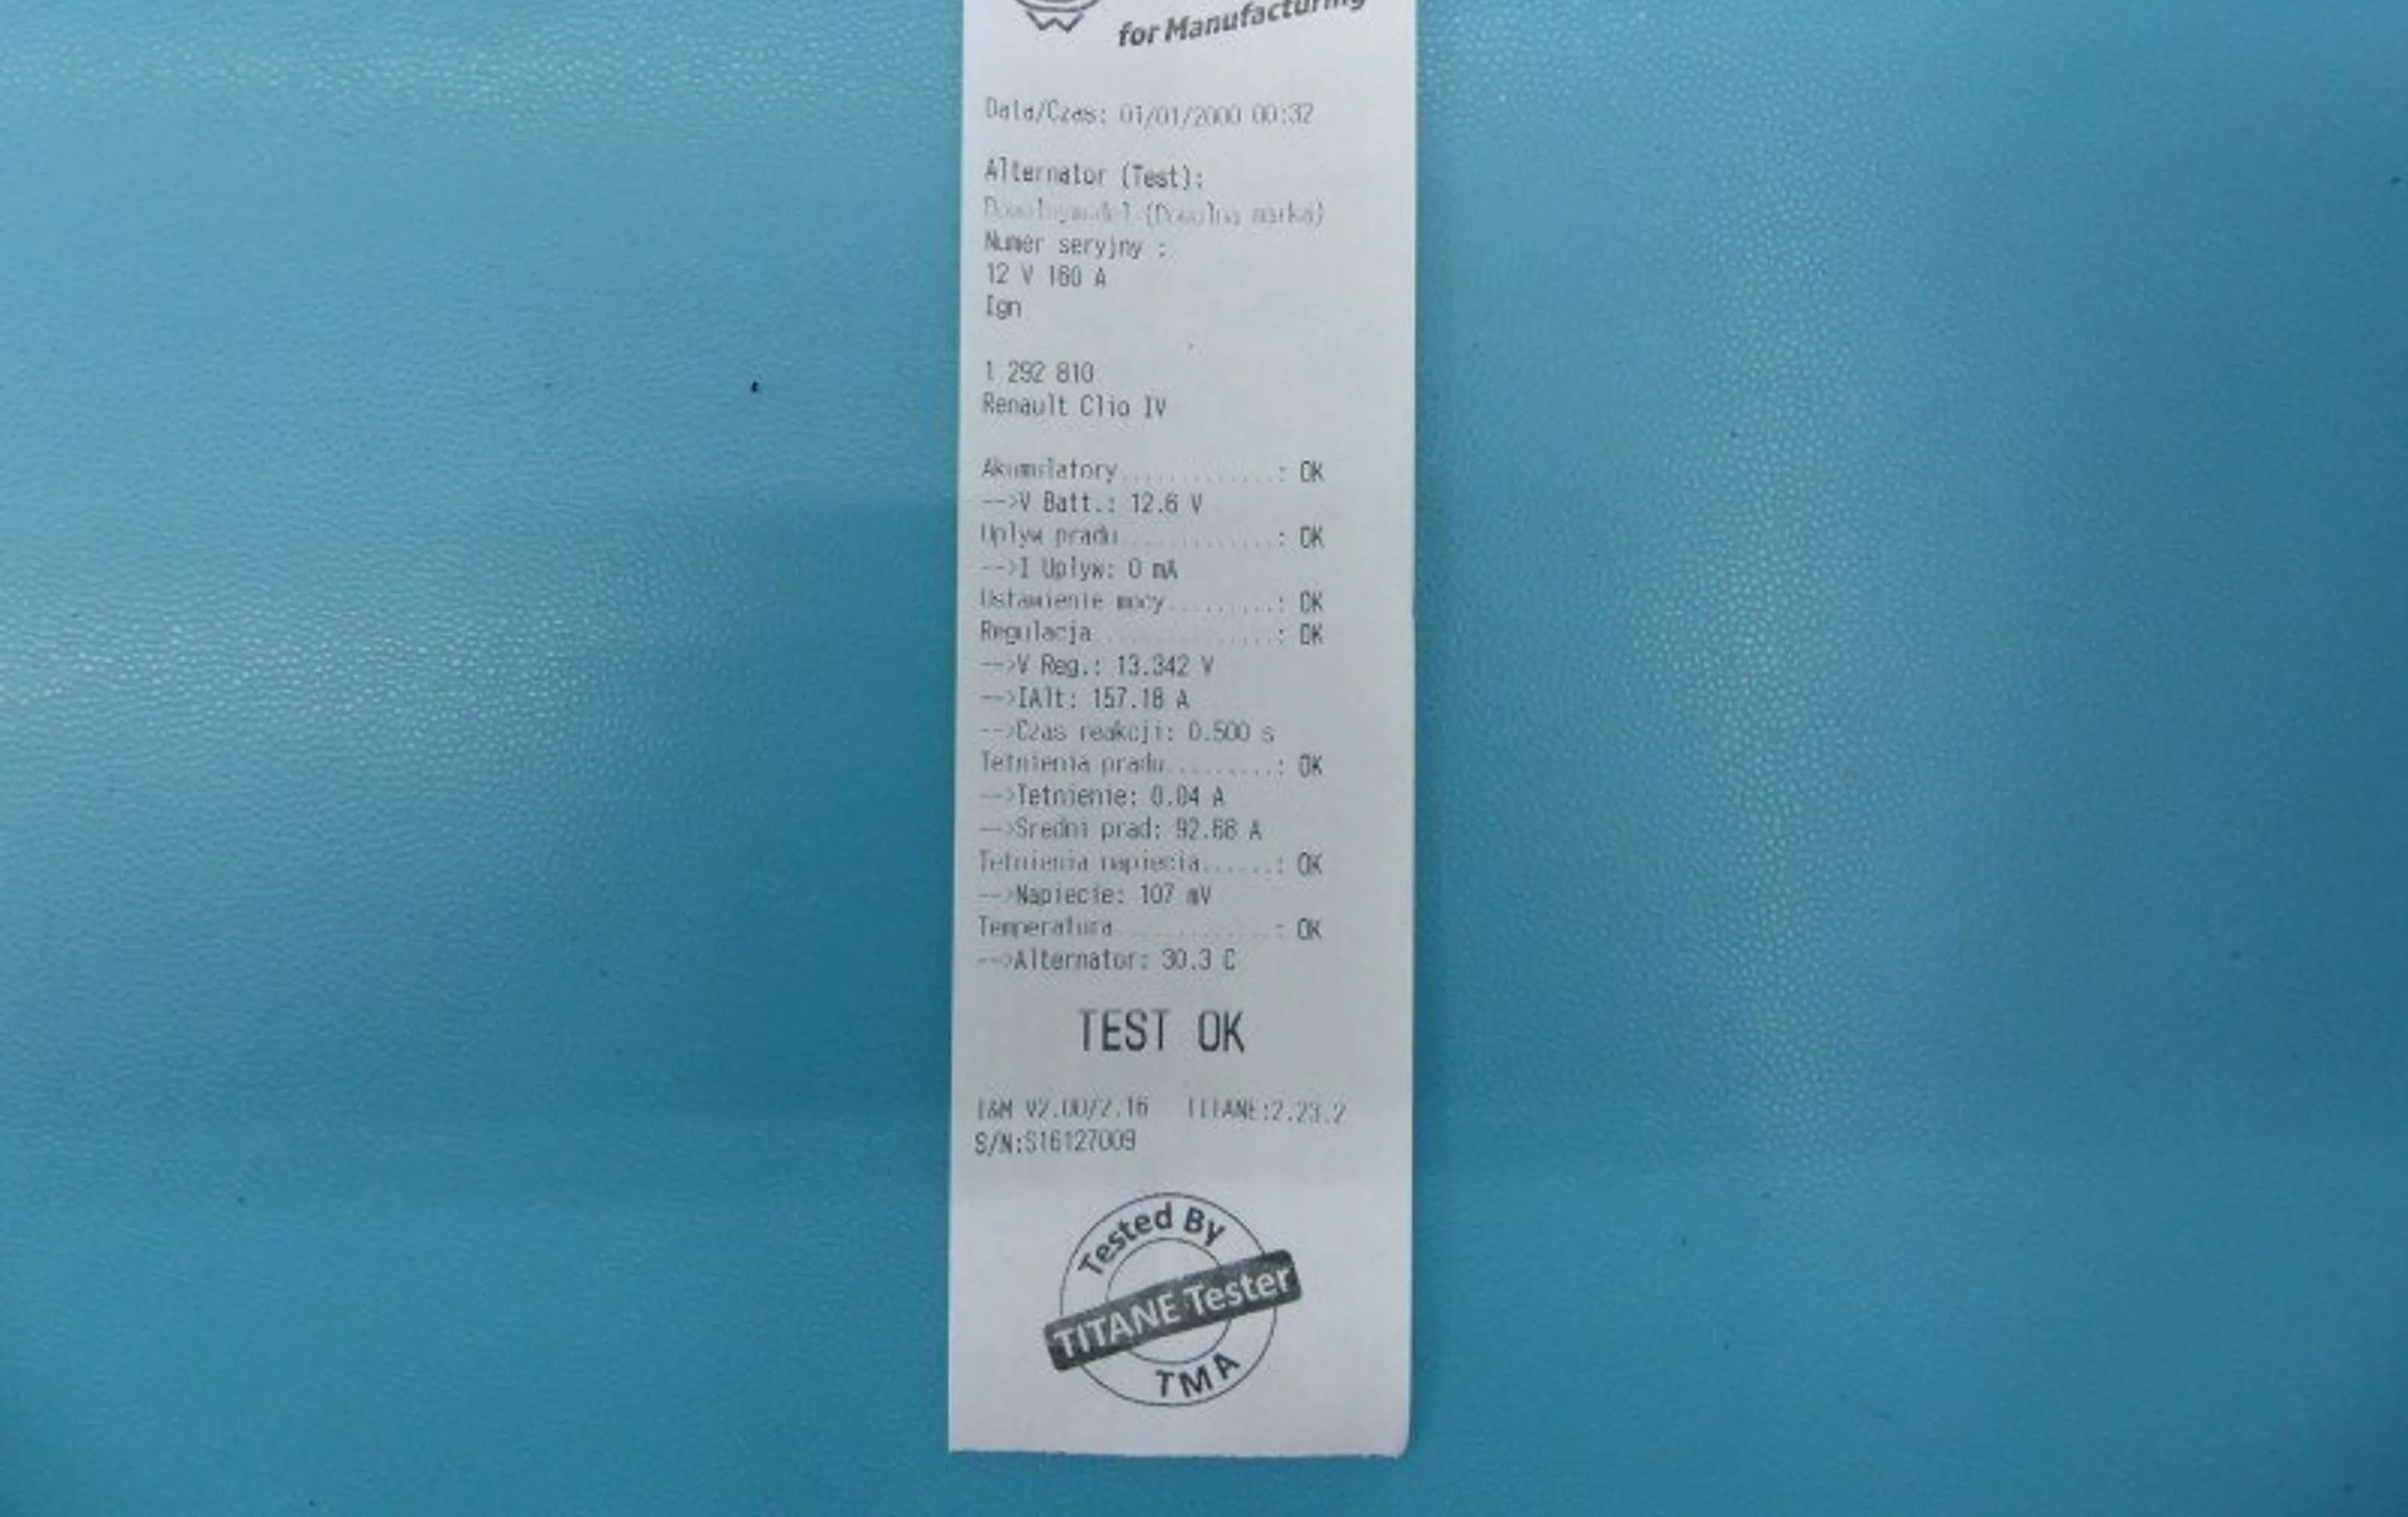 for Manufacturing
Data/Czas: 01/01/2000 00:32
Alternator (Test):
(Dowolna marka)
Numer seryjny :
12 V 160 A
Ign
1 292 810
Renault Clio IV
Akumulatory.............: OK
-->V Batt.: 12.6 V
Uplyw pradu.............: OK
-->I Uplyw: 0 mA
Ustawienie mocy.........: OK
Regulacja...............: OK
-->V Reg.: 13.342 V
-->IAlt: 157.18 A
-->Czas reakcji: 0.500 s
Tetnienia pradu.........: OK
-->Tetnienie: 0.04 A
-->Sredni prad: 92.68 A
Tetnienia napiecia......: OK
-->Napiecie: 107 mV
Temperatura.............: OK
-->Alternator: 30.3 C
TEST OK
I&M V2.00/2.16 TITANE:2.23.2
S/N:S16127009
Tested By
TITANE Tester
TMA